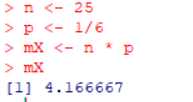 > n <- 25
> p <- 1/6
> mX <- n * p
> mX
[1] 4.166667